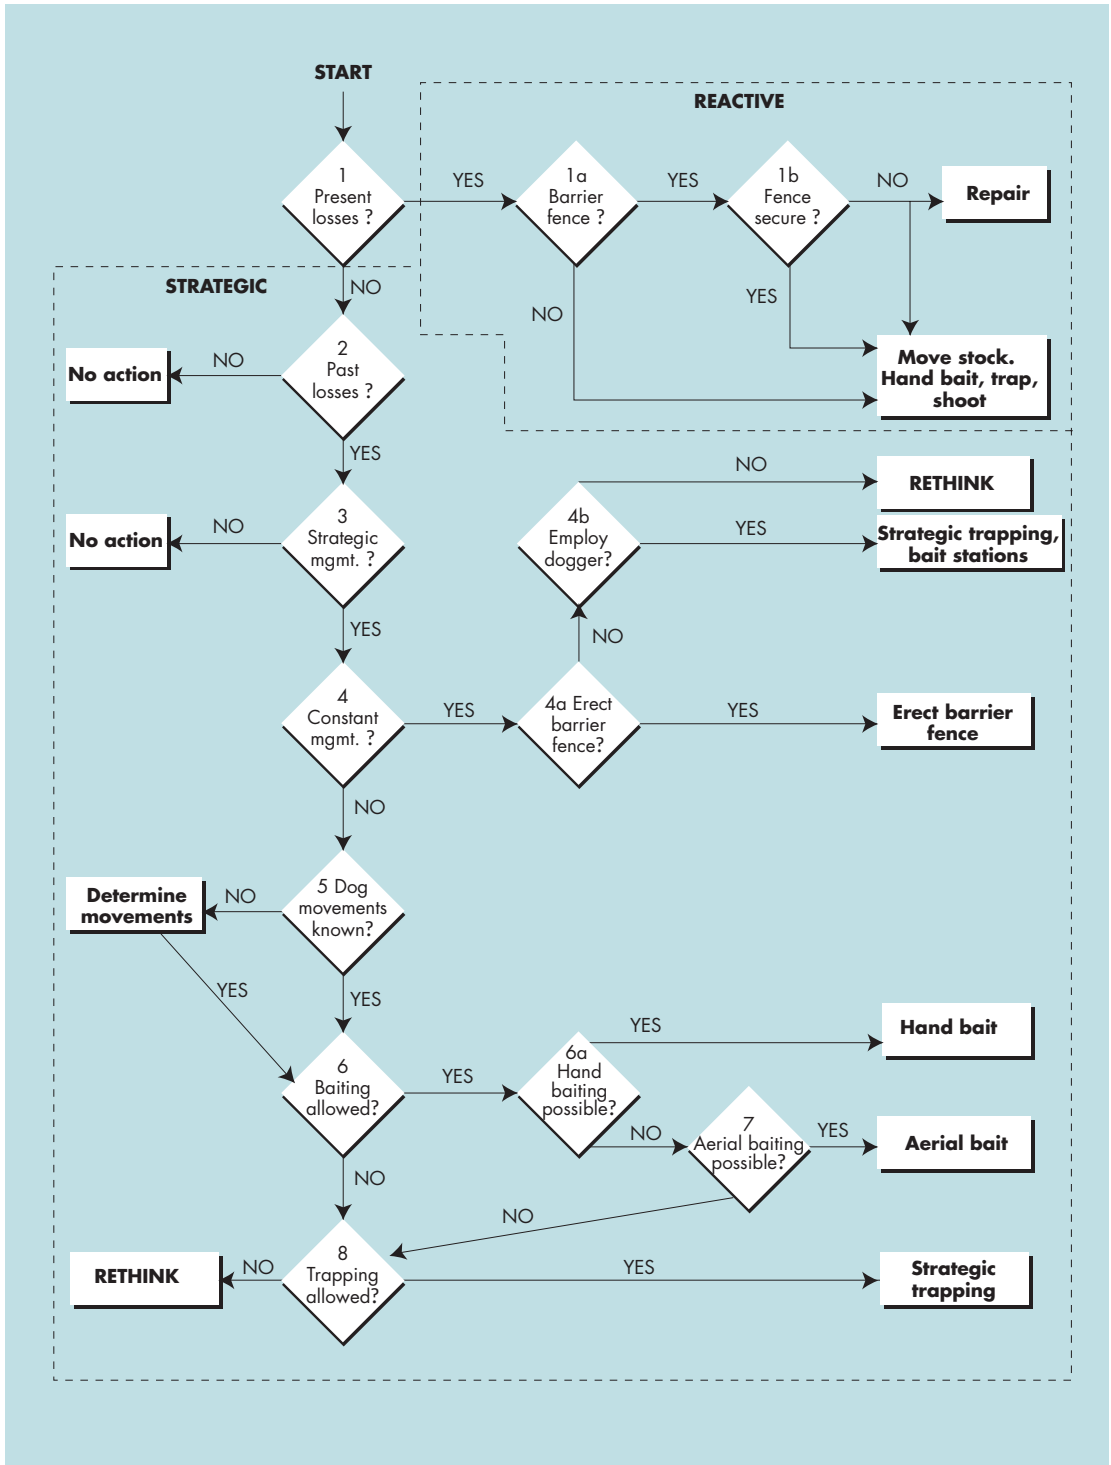 START
REACTIVE
1
Present
losses ?
YES
1a
Barrier
fence ?
YES
1b
Fence
secure ?
NO
Repair
STRATEGIC
NO
NO
YES
2
Past
losses ?
NO
No action
Move stock.
Hand bait, trap,
shoot
YES
NO
RETHINK
3
Strategic
mgmt. ?
NO
No action
4b
Employ
dogger?
YES
Strategic trapping,
bait stations
YES
NO
4
Constant
mgmt. ?
YES
4a Erect
barrier
fence?
YES
Erect barrier
fence
NO
5 Dog
movements
known?
NO
Determine
movements
YES
YES
6
Baiting
allowed?
YES
6a
Hand
baiting
possible?
YES
Hand bait
NO
7
Aerial baiting
possible?
YES
Aerial bait
NO
NO
8
Trapping
allowed?
NO
RETHINK
YES
Strategic
trapping